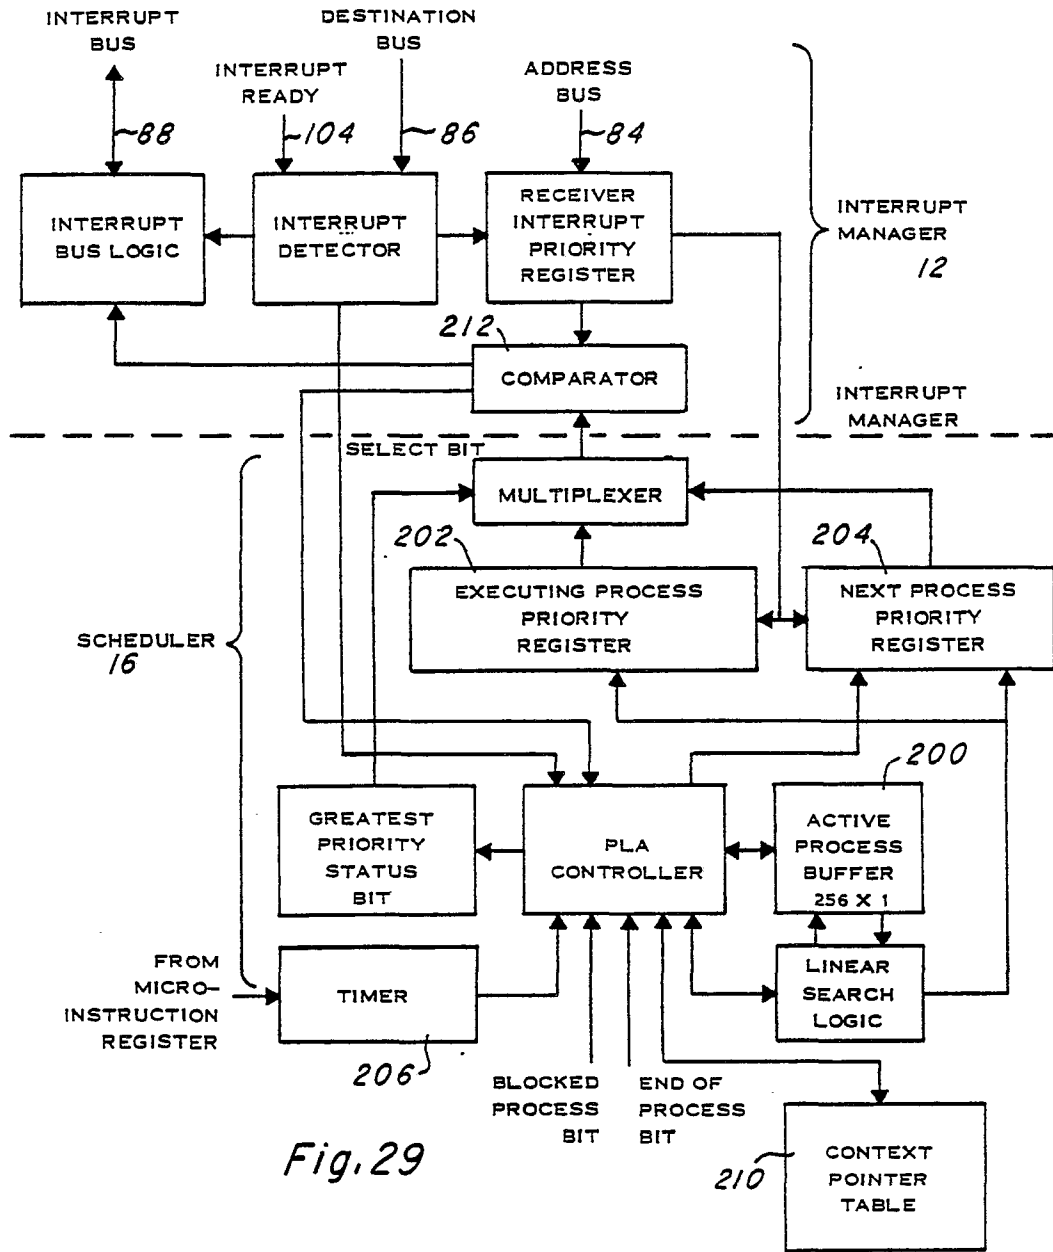 INTERRUPT
BUS
DESTINATION
BUS
INTERRUPT
READY
ADDRESS
BUS
88
104
86
84
INTERRUPT
BUS LOGIC
INTERRUPT
DETECTOR
RECEIVER
INTERRUPT
PRIORITY
REGISTER
INTERRUPT
MANAGER
12
212
COMPARATOR
INTERRUPT
MANAGER
SELECT BIT
MULTIPLEXER
202
204
EXECUTING PROCESS
PRIORITY
REGISTER
NEXT PROCESS
PRIORITY
REGISTER
SCHEDULER
16
200
GREATEST
PRIORITY
STATUS
BIT
PLA
CONTROLLER
ACTIVE
PROCESS
BUFFER
256 X 1
FROM
MICRO-
INSTRUCTION
REGISTER
TIMER
LINEAR
SEARCH
LOGIC
206
BLOCKED
PROCESS
BIT
END OF
PROCESS
BIT
Fig. 29
210
CONTEXT
POINTER
TABLE